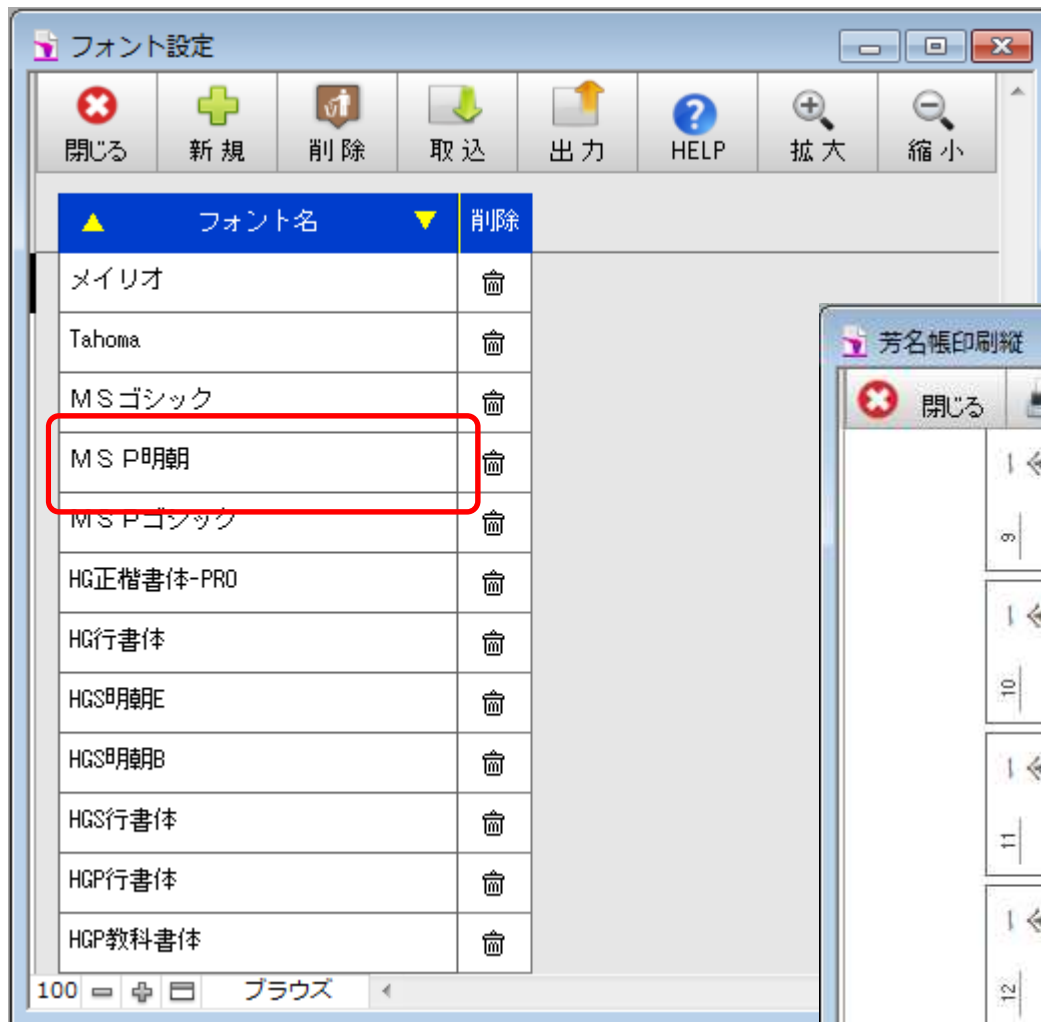 フォント設定
閉じる 新規 削除 取込 出力 HELP 拡大 縮小
▲ フォント名 ▼ 削除
メイリオ
Tahoma
ＭＳゴシック
ＭＳ Ｐ明朝
ＭＳ Ｐゴシック
HG正楷書体-PRO
HG行書体
HGS明朝E
HGS明朝B
HGS行書体
HGP行書体
HGP教科書体
100 ブラウズ
芳名帳印刷縦
閉じる
9
10
11
12